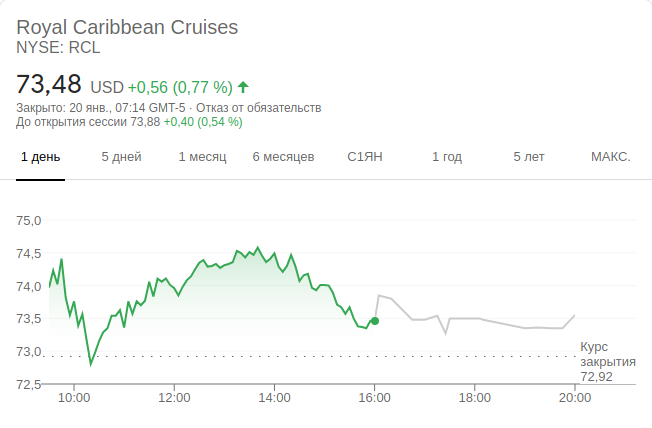 Royal Caribbean Cruises
NYSE: RCL
73,48 USD +0,56 (0,77 %)
Закрыто: 20 янв., 07:14 GMT-5 · Отказ от обязательств
До открытия сессии 73,88 +0,40 (0,54 %)
1 день 5 дней 1 месяц 6 месяцев С1ЯН 1 год 5 лет МАКС.
75,0
74,5
74,0
73,5
73,0
72,5
Курс
закрытия
72,92
10:00 12:00 14:00 16:00 18:00 20:00